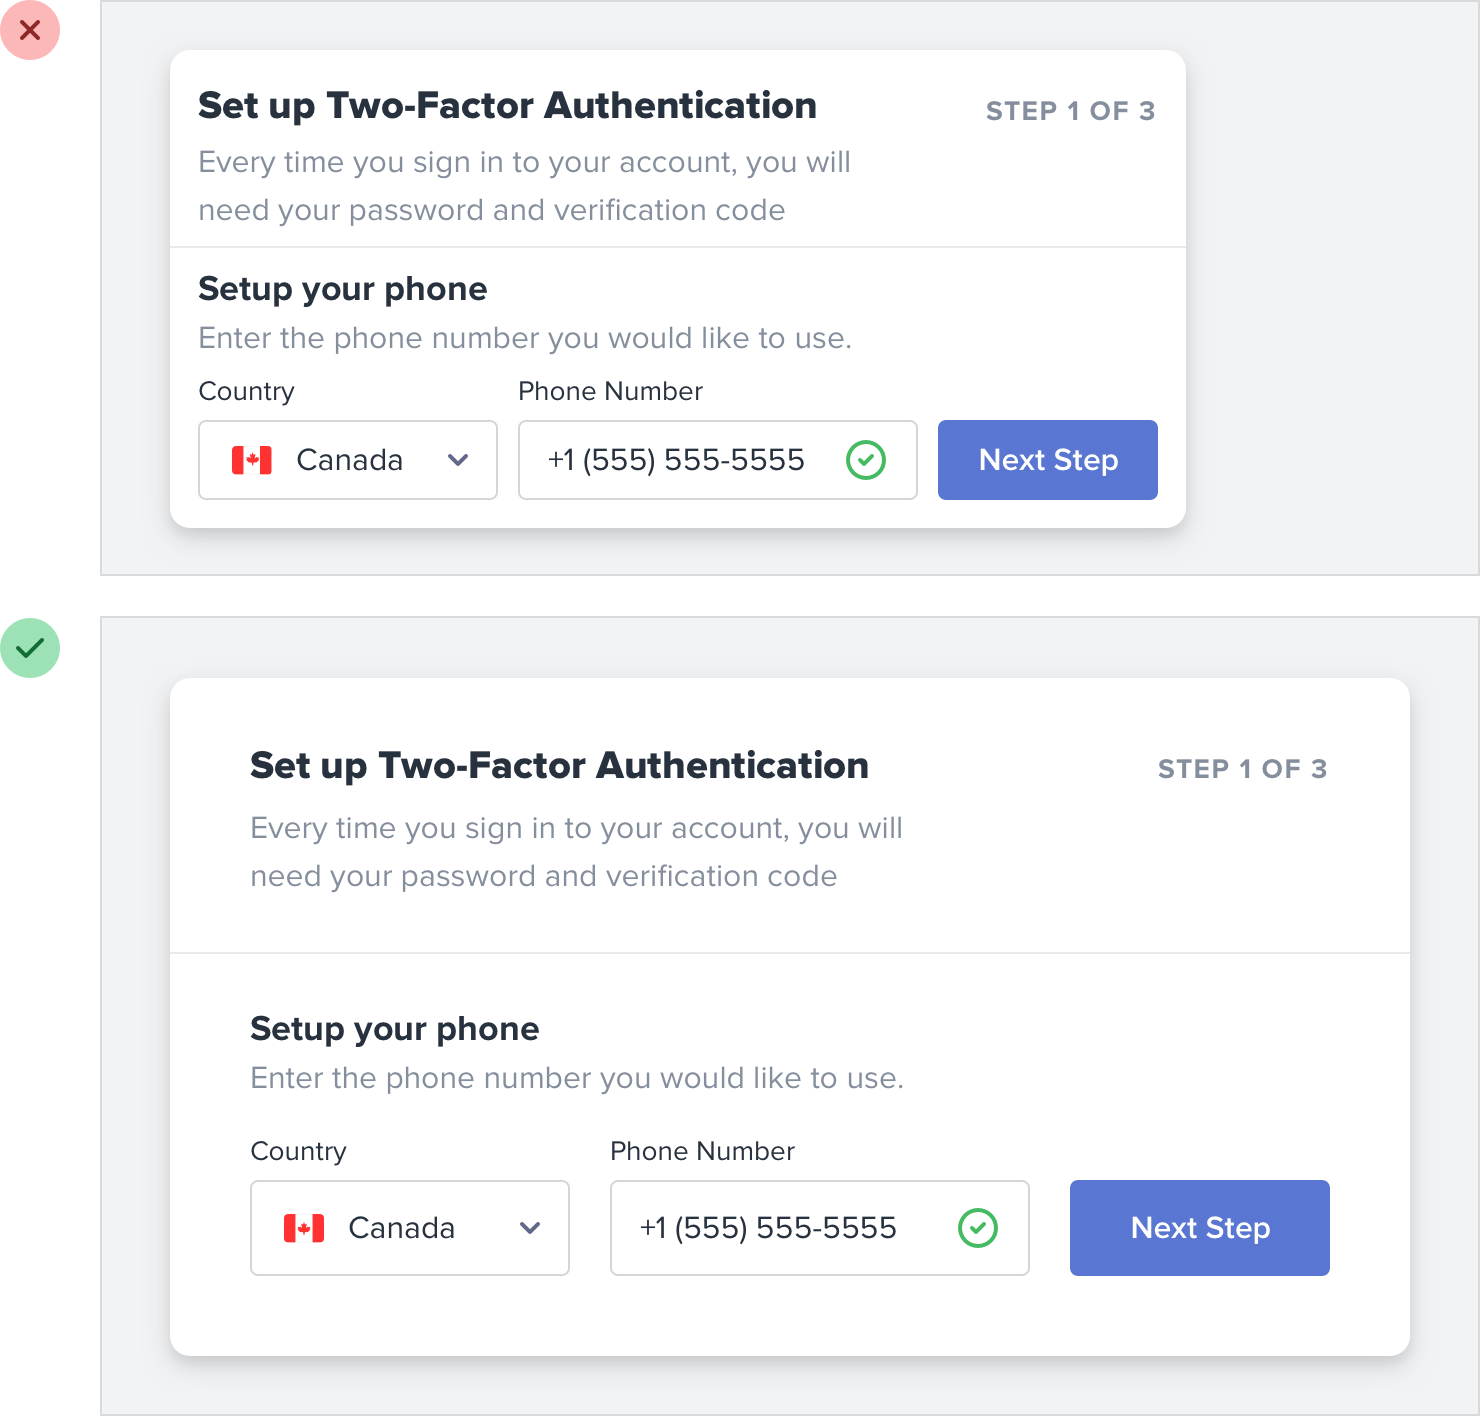 Set up Two-Factor Authentication
STEP 1 OF 3
Every time you sign in to your account, you will
need your password and verification code
Setup your phone
Enter the phone number you would like to use.
Country
Phone Number
Canada
+1 (555) 555-5555
Next Step
Set up Two-Factor Authentication
STEP 1 OF 3
Every time you sign in to your account, you will
need your password and verification code
Setup your phone
Enter the phone number you would like to use.
Country
Phone Number
Canada
+1 (555) 555-5555
Next Step